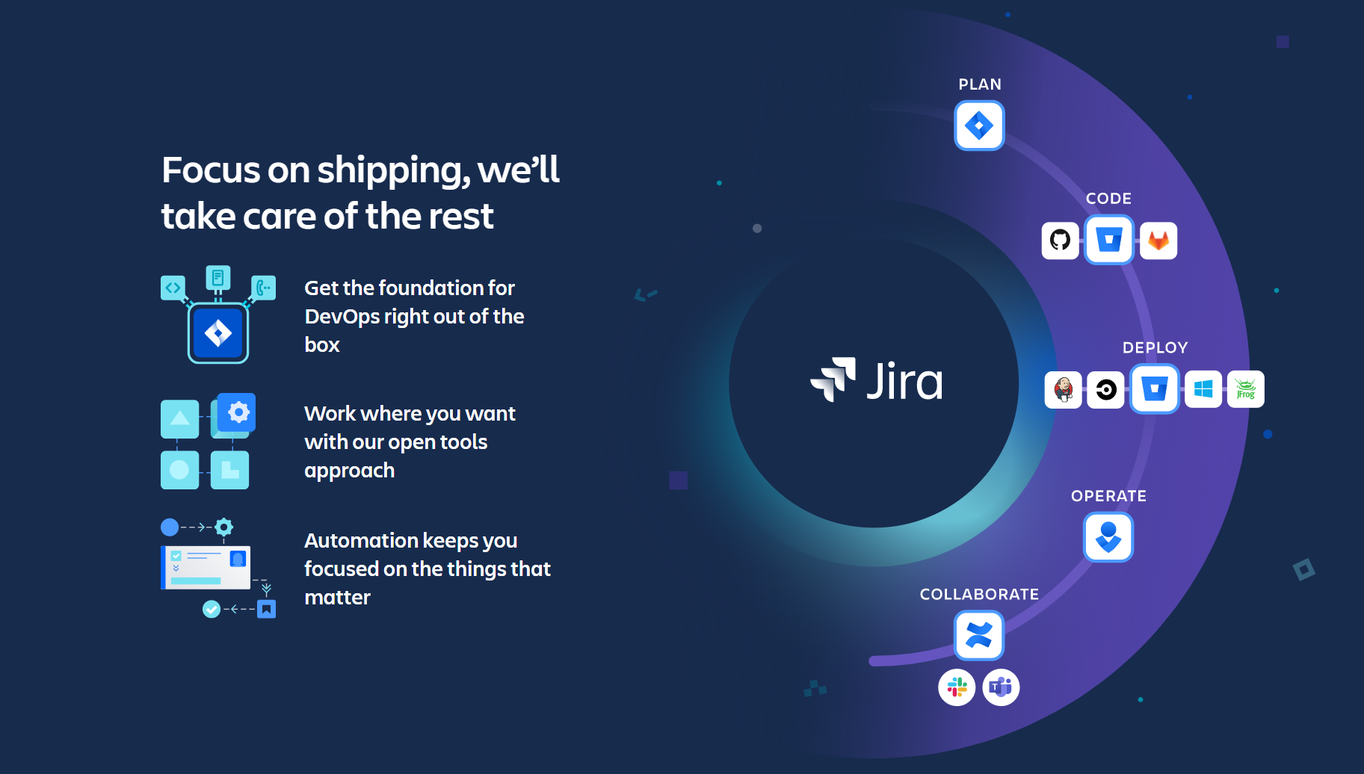 Focus on shipping, we’ll
take care of the rest
Get the foundation for
DevOps right out of the
box
Work where you want
with our open tools
approach
Automation keeps you
focused on the things that
matter
Jira
PLAN
CODE
DEPLOY
JFrog
OPERATE
COLLABORATE
T